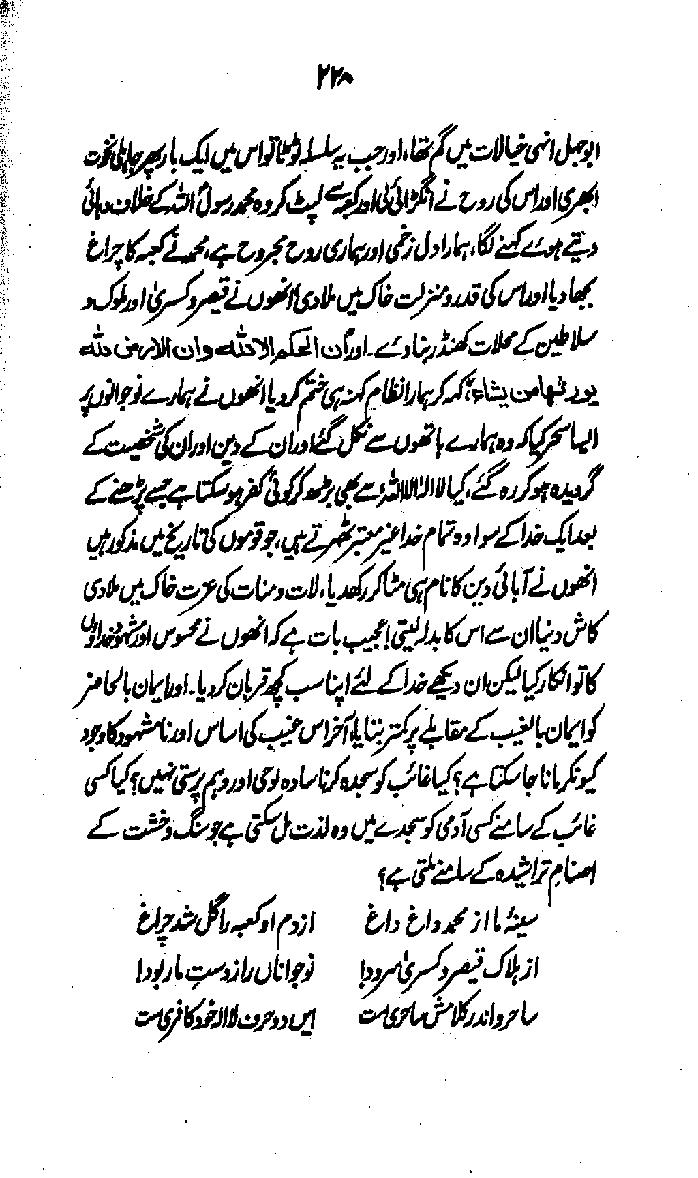 ۲۲۸
ابوجہل انہی خیالات میں گم تھا، اور جب یہ سلسلہ ٹوٹا تو اس میں ایک بار پھر جاہلی نخوت
ابھری اور اس کی روح نے انگڑائی لی اور کعبہ سے لپٹ کر وہ محمد رسول اللہ کے خلاف دہائی
دیتے ہوئے کہنے لگا، ہمارا دل زخمی اور ہماری روح مجروح ہے، محمد نے کعبہ کا چراغ
بجھا دیا اور اس کی قدر و منزلت خاک میں ملا دی! انھوں نے قیصر و کسریٰ اور ملوک و
سلاطین کے محلات کھنڈر بنا دئے۔ اور ان الحکم الا للہ وان الارض للہ
یورثھا من یشاء، کہہ کر ہمارا نظام کہنہ ہی ختم کر دیا انھوں نے ہمارے نوجوانوں پر
ایسا سحر کیا کہ وہ ہمارے ہاتھوں سے نکل گئے اور ان کے دین اور ان کی شخصیت کے
گرویدہ ہو کر رہ گئے، کیا لا الہ الا اللہ سے بھی بڑھ کر کوئی کفر ہو سکتا ہے جسے پڑھنے کے
بعد ایک خدا کے سوا وہ تمام خدا غیر معتبر ٹھہرتے ہیں، جو قوموں کی تاریخ میں مذکور ہیں
انھوں نے آبائی دین کا نام ہی مٹا کر رکھدیا، لات و منات کی عزت خاک میں ملا دی
کاش دنیا ان سے اس کا بدلہ لیتی! عجیب بات ہے کہ انھوں نے محسوس اور مشہود خداؤں
کا تو انکار کیا لیکن ان دیکھے خدا کے لئے اپنا سب کچھ قربان کر دیا۔ اور ایمان بالحاضر
کو ایمان بالغیب کے مقابلے پر کمتر بتایا، آخر اس غیب کی اساس اور نامشہود کا وجود
کیونکر مانا جا سکتا ہے؟ کیا غائب کو سجدہ کرنا سادہ لوحی اور وہم پرستی نہیں؟ کیا کسی
غائب کے سامنے کسی آدمی کو سجدے میں وہ لذت مل سکتی ہے جو سنگ و خشت کے
اصنام تراشیدہ کے سامنے ملتی ہے؟
سینۂ ما از محمد داغ داغ از دم او کعبہ را گل شد چراغ
از ہلاک قیصر و کسریٰ سرود! نوجواناں را ز دست ما ربود!
ساحر و اندر کلامش ساحری است ایں دو حرف لا الہ خود کافری است